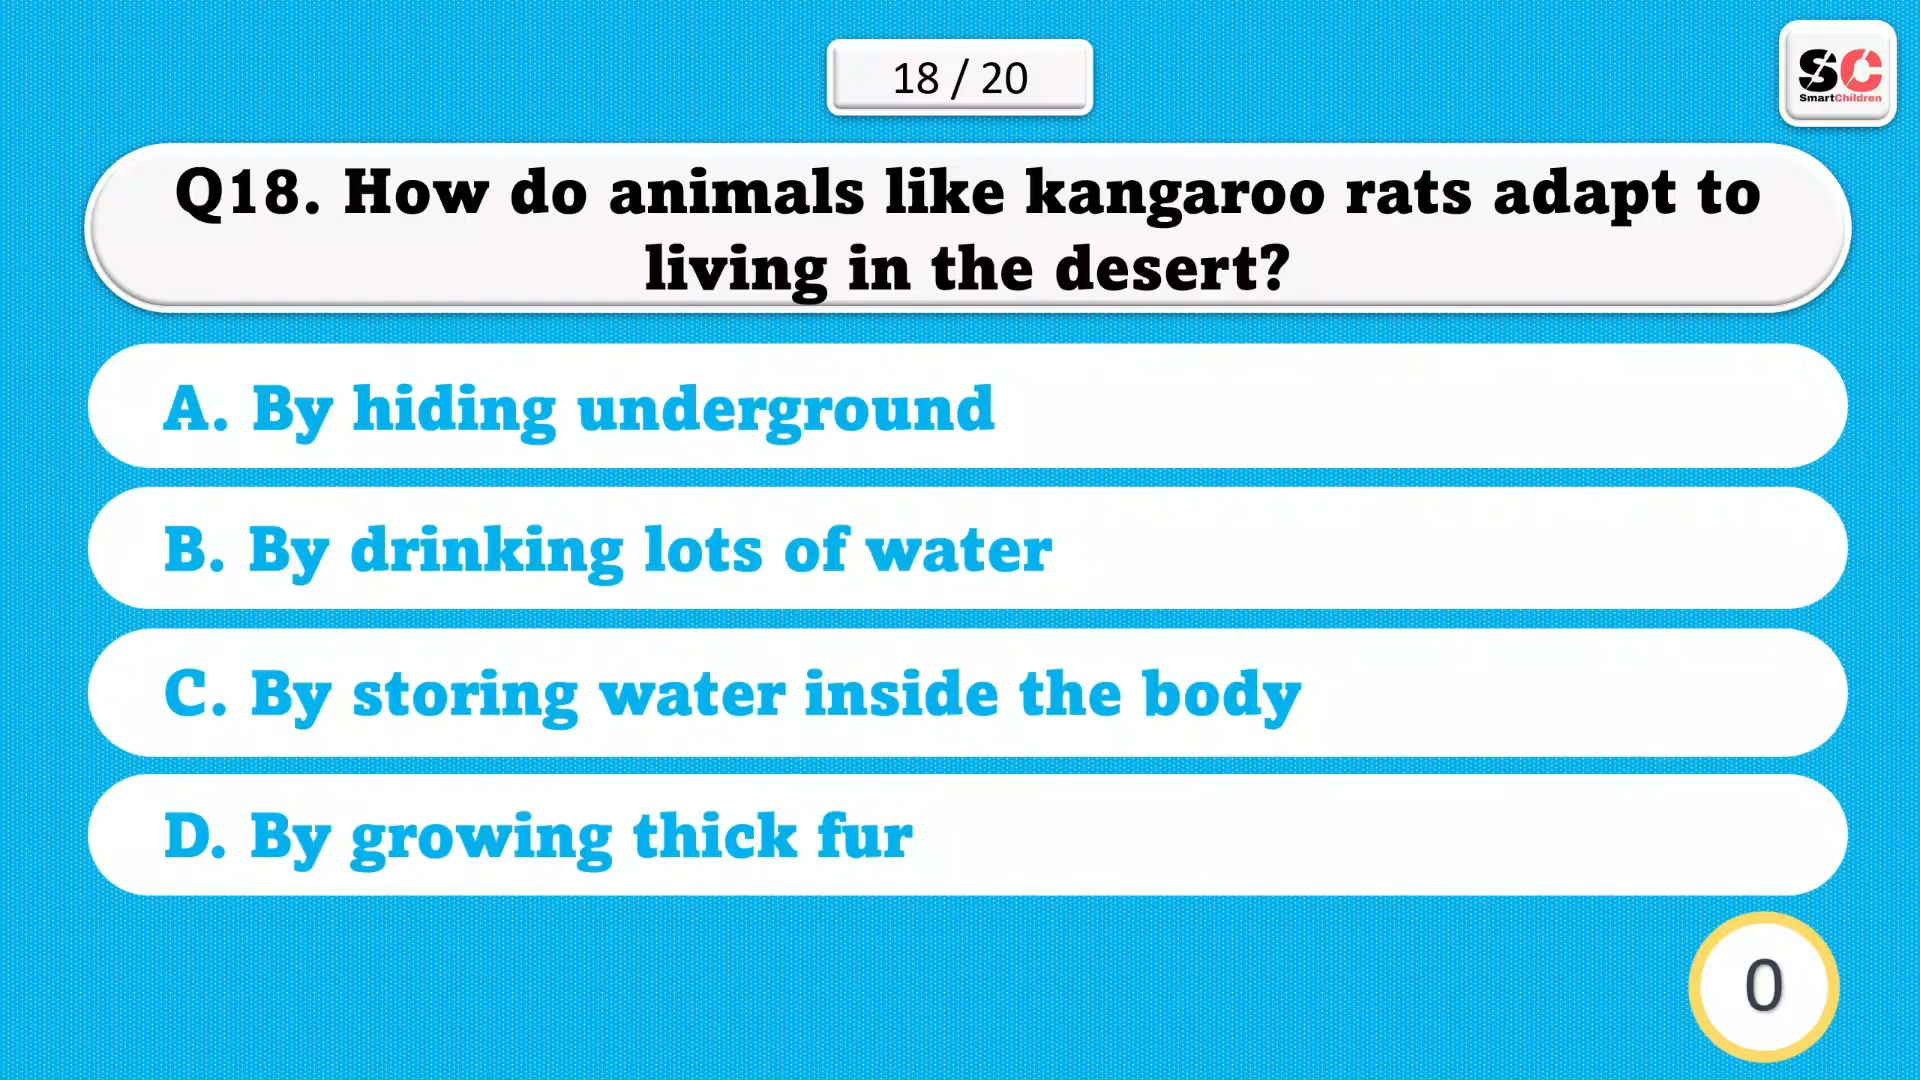 18 / 20
SC
SmartChildren
Q18. How do animals like kangaroo rats adapt to
living in the desert?
A. By hiding underground
B. By drinking lots of water
C. By storing water inside the body
D. By growing thick fur
0